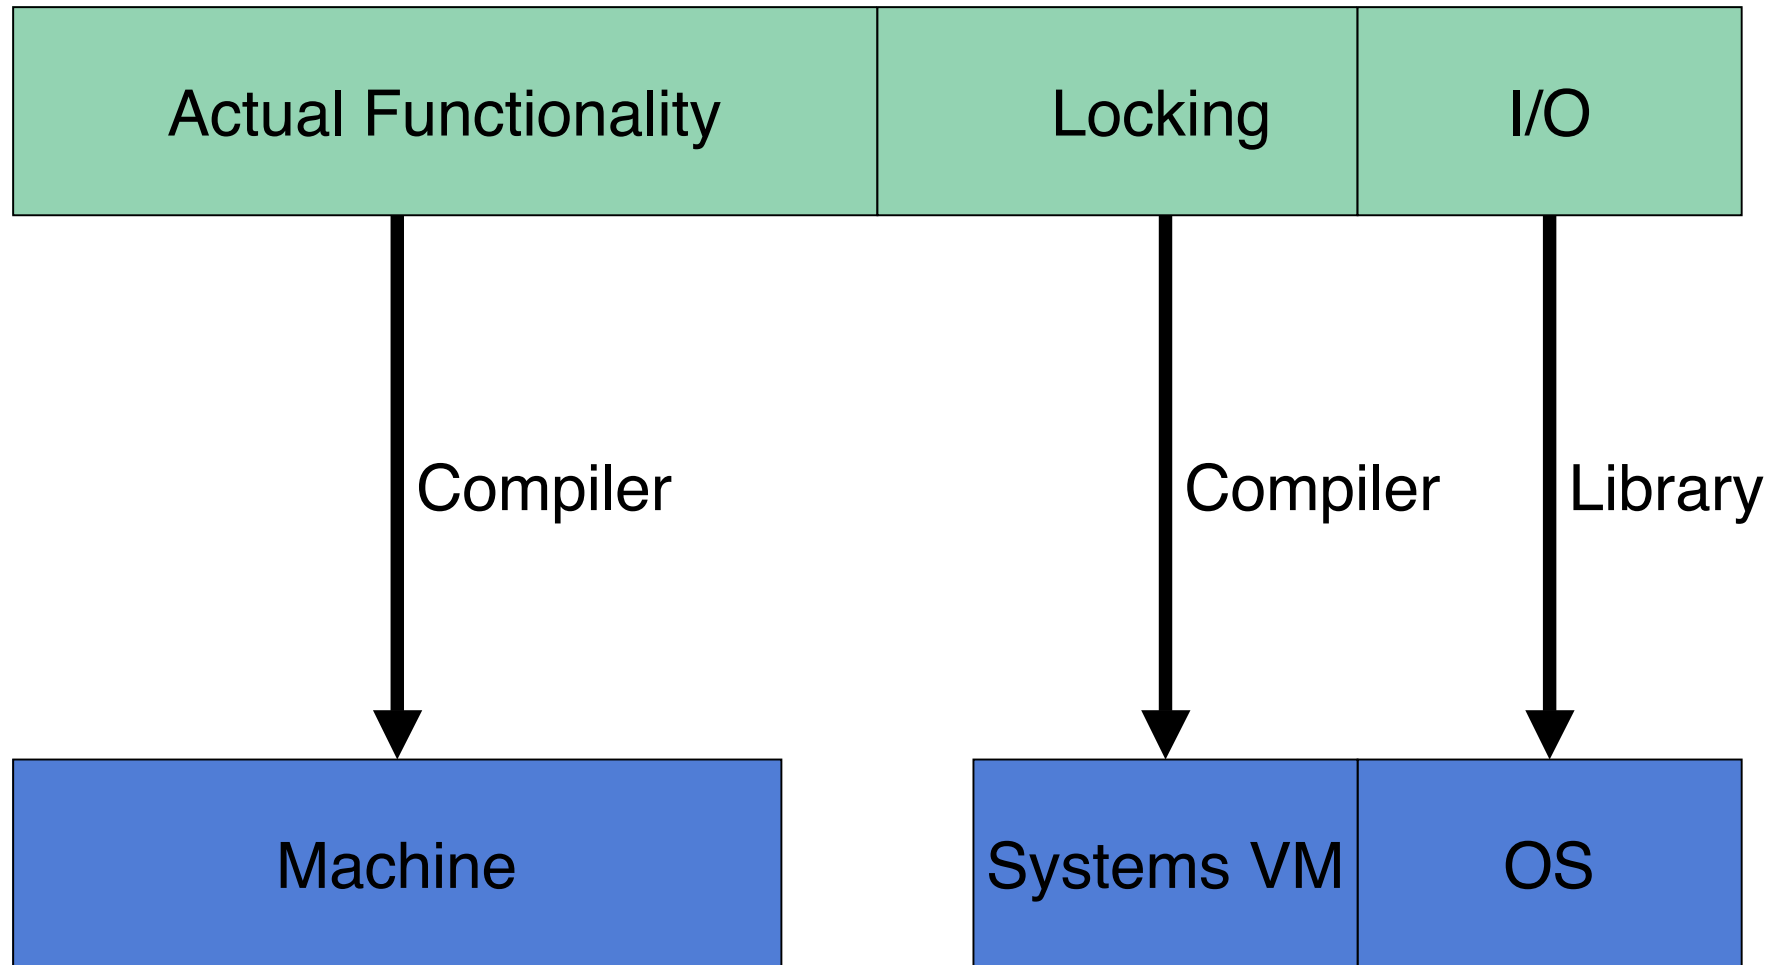 Actual Functionality
Locking
I/O
Compiler
Compiler
Library
Machine
Systems VM
OS